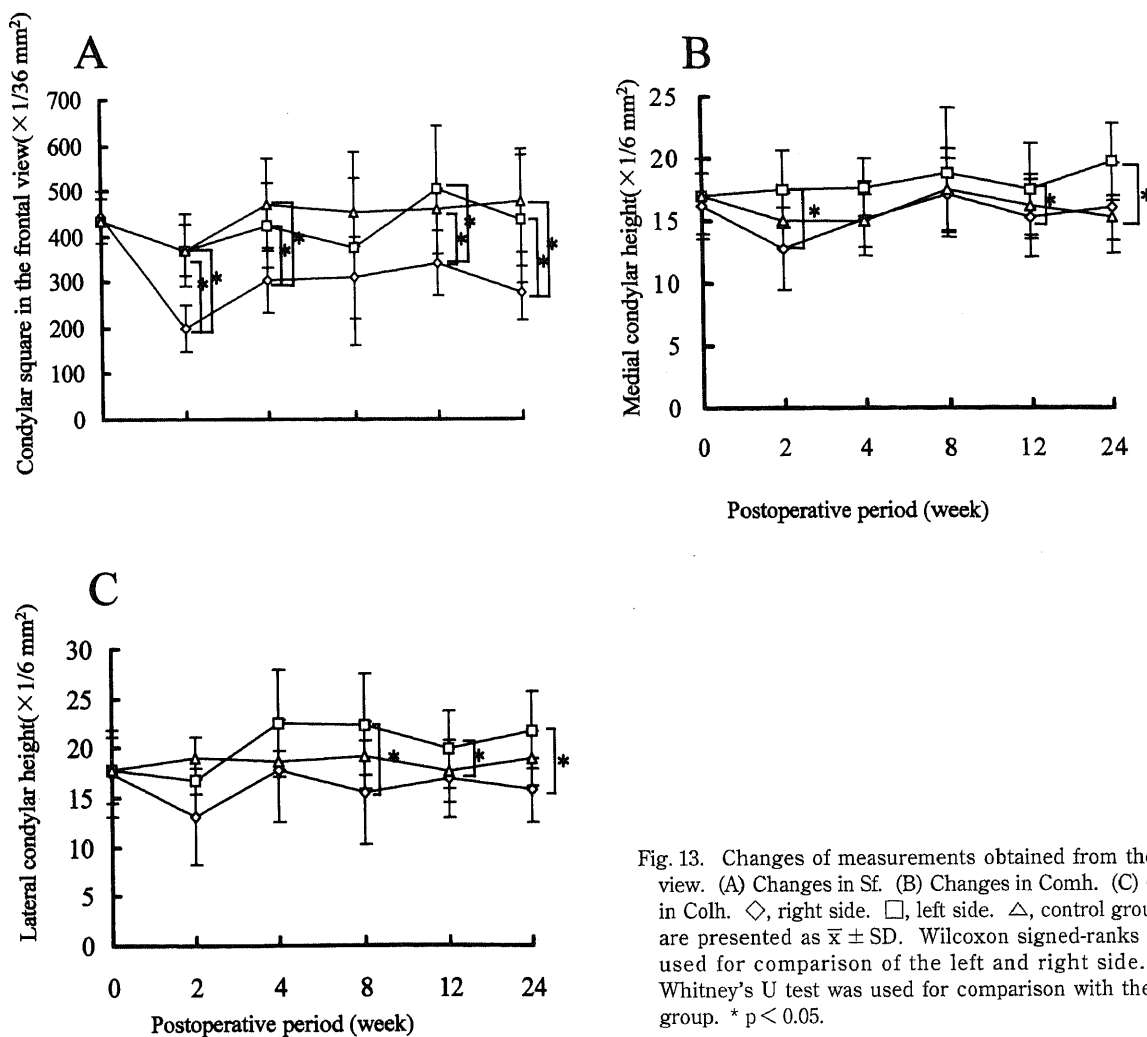 A
Condylar square in the frontal view(×1/36 mm²)
700
600
500
400
300
200
100
0
* *
* *
* *
* *
B
Medial condylar height(×1/6 mm²)
25
20
15
10
5
0
*
*
*
0 2 4 8 12 24
Postoperative period (week)
C
Lateral condylar height(×1/6 mm²)
30
25
20
15
10
5
0
*
*
*
0 2 4 8 12 24
Postoperative period (week)
Fig. 13. Changes of measurements obtained from the
view. (A) Changes in Sf. (B) Changes in Comh. (C)
in Colh. ◇, right side. □, left side. △, control grou
are presented as x̅ ± SD. Wilcoxon signed-ranks
used for comparison of the left and right side.
Whitney's U test was used for comparison with the
group. * p < 0.05.